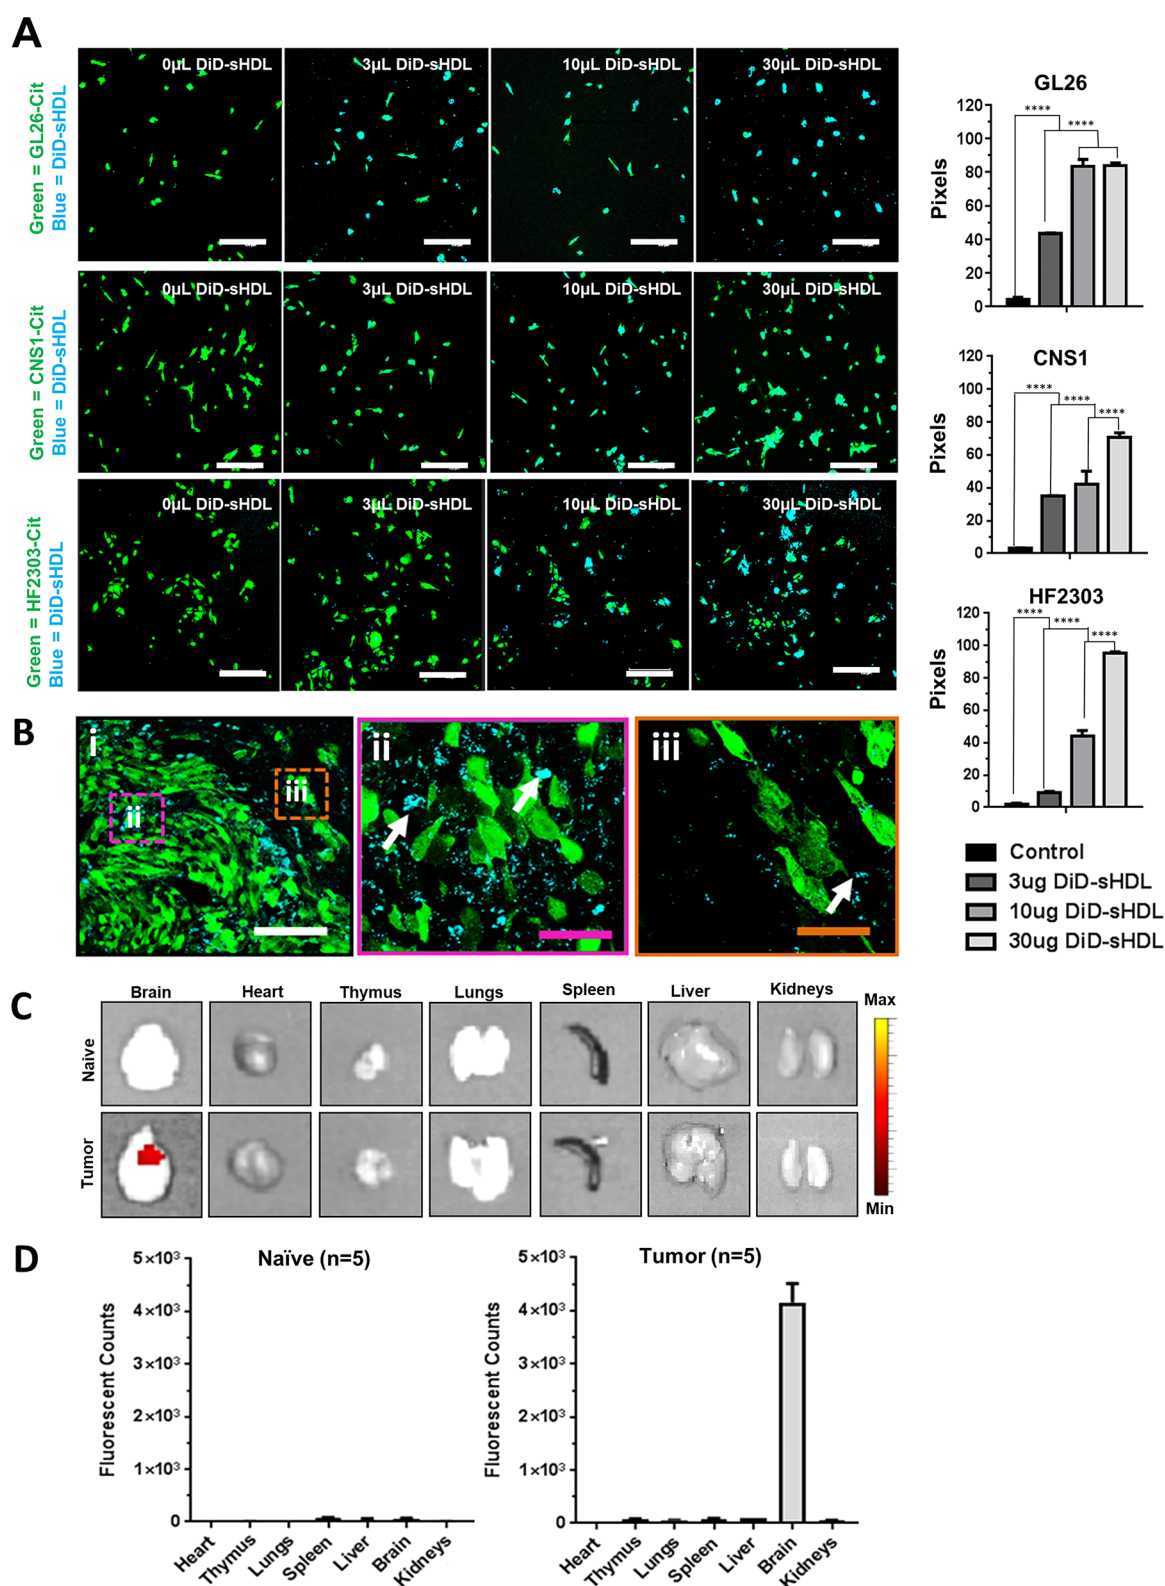 A
Green = GL26-Cit
Blue = DiD-sHDL
0µL DiD-sHDL
3µL DiD-sHDL
10µL DiD-sHDL
30µL DiD-sHDL
Green = CNS1-Cit
Blue = DiD-sHDL
0µL DiD-sHDL
3µL DiD-sHDL
10µL DiD-sHDL
30µL DiD-sHDL
Green = HF2303-Cit
Blue = DiD-sHDL
0µL DiD-sHDL
3µL DiD-sHDL
10µL DiD-sHDL
30µL DiD-sHDL
GL26
Pixels
120
100
80
60
40
20
0
****
****
CNS1
Pixels
120
100
80
60
40
20
0
****
****
****
HF2303
Pixels
120
100
80
60
40
20
0
****
****
****
Control
3ug DiD-sHDL
10ug DiD-sHDL
30ug DiD-sHDL
B
i
ii
iii
ii
iii
C
Brain Heart Thymus Lungs Spleen Liver Kidneys
Naive
Tumor
Max
Min
D
Naïve (n=5)
Fluorescent Counts
5×10³
4×10³
3×10³
2×10³
1×10³
0
Heart Thymus Lungs Spleen Liver Brain Kidneys
Tumor (n=5)
Fluorescent Counts
5×10³
4×10³
3×10³
2×10³
1×10³
0
Heart Thymus Lungs Spleen Liver Brain Kidneys